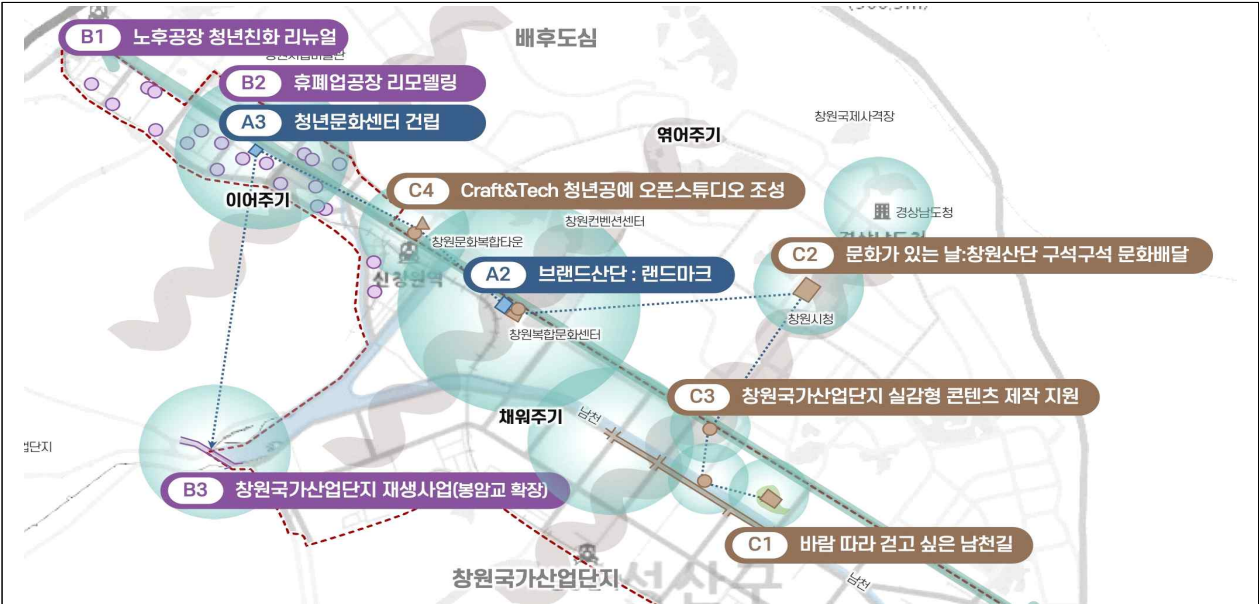 B1 노후공장 청년친화 리뉴얼
배후도심
B2 휴폐업공장 리모델링
A3 청년문화센터 건립
엮어주기
창원국제사격장
C4 Craft&Tech 청년공예 오픈스튜디오 조성
이어주기
경상남도청
창원컨벤션센터
창원문화복합타운
C2 문화가 있는 날:창원산단 구석구석 문화배달
신창원역
A2 브랜드산단 : 랜드마크
창원시청
창원복합문화센터
C3 창원국가산업단지 실감형 콘텐츠 제작 지원
채워주기
남천
업단지
B3 창원국가산업단지 재생사업(봉암교 확장)
C1 바람 따라 걷고 싶은 남천길
창원국가산업단지
성산구
남천